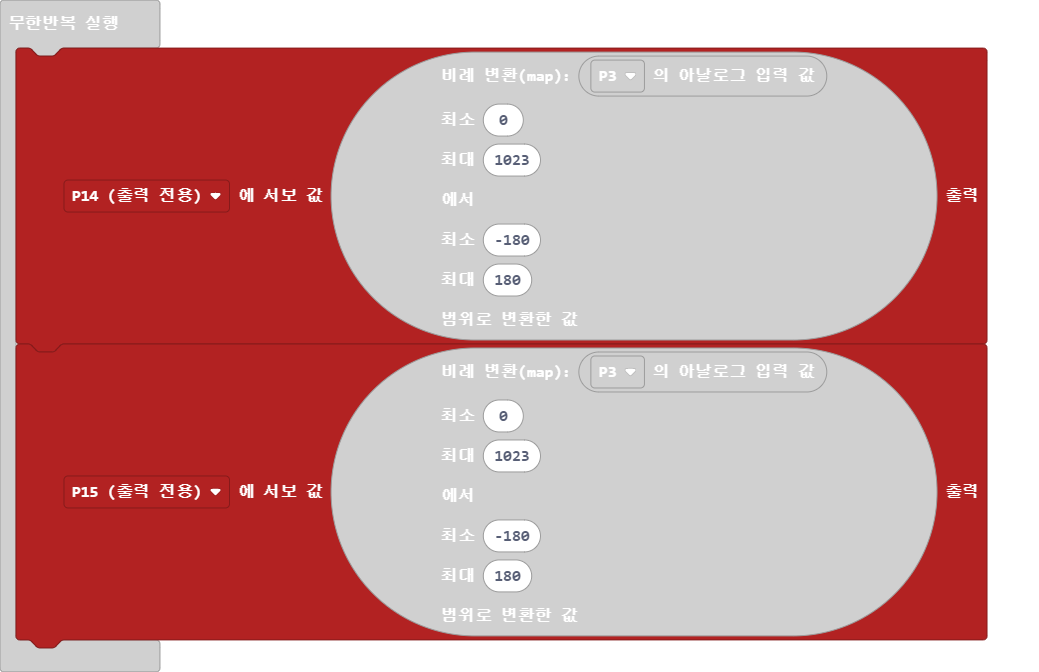 무한반복 실행
비례 변환(map): P3 의 아날로그 입력 값
최소 0
최대 1023
에서
P14 (출력 전용) 에 서보 값 출력
최소 -180
최대 180
범위로 변환한 값
비례 변환(map): P3 의 아날로그 입력 값
최소 0
최대 1023
에서
P15 (출력 전용) 에 서보 값 출력
최소 -180
최대 180
범위로 변환한 값